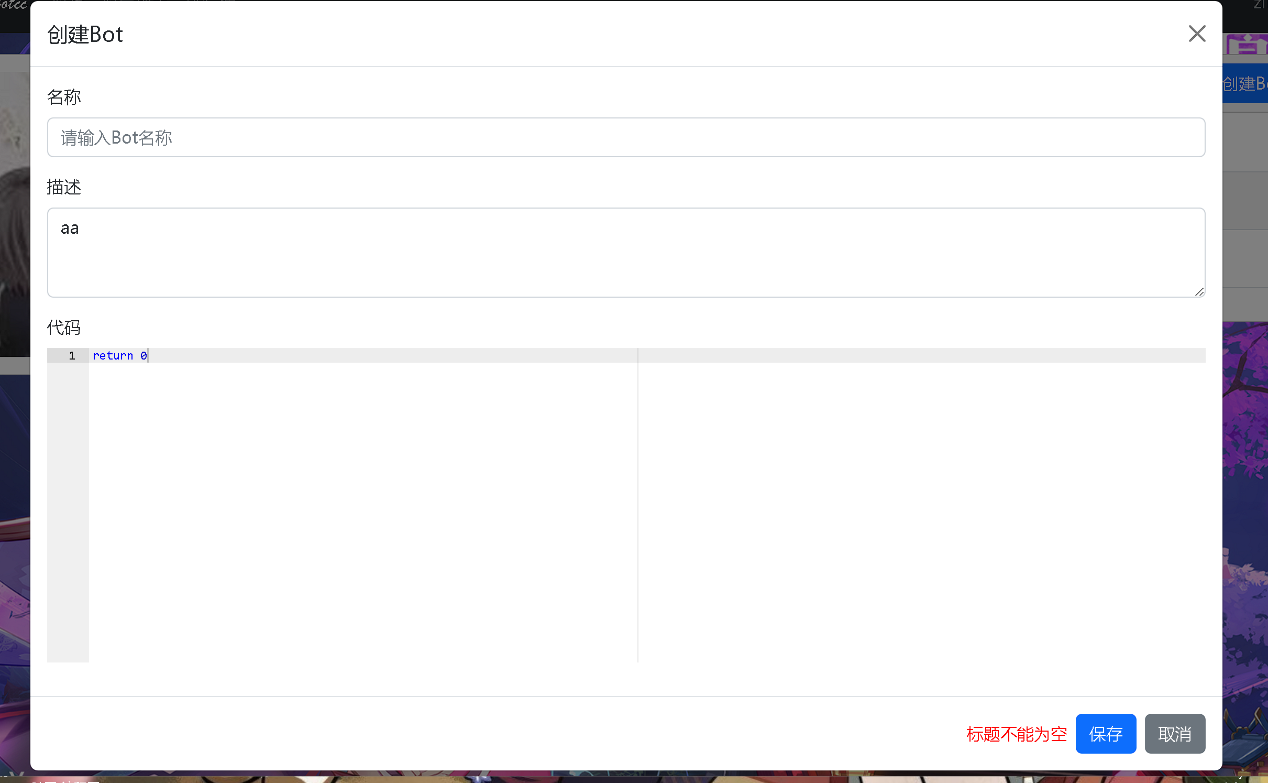 创建Bot
名称
请输入Bot名称
描述
aa
代码
1 return 0
标题不能为空 保存 取消